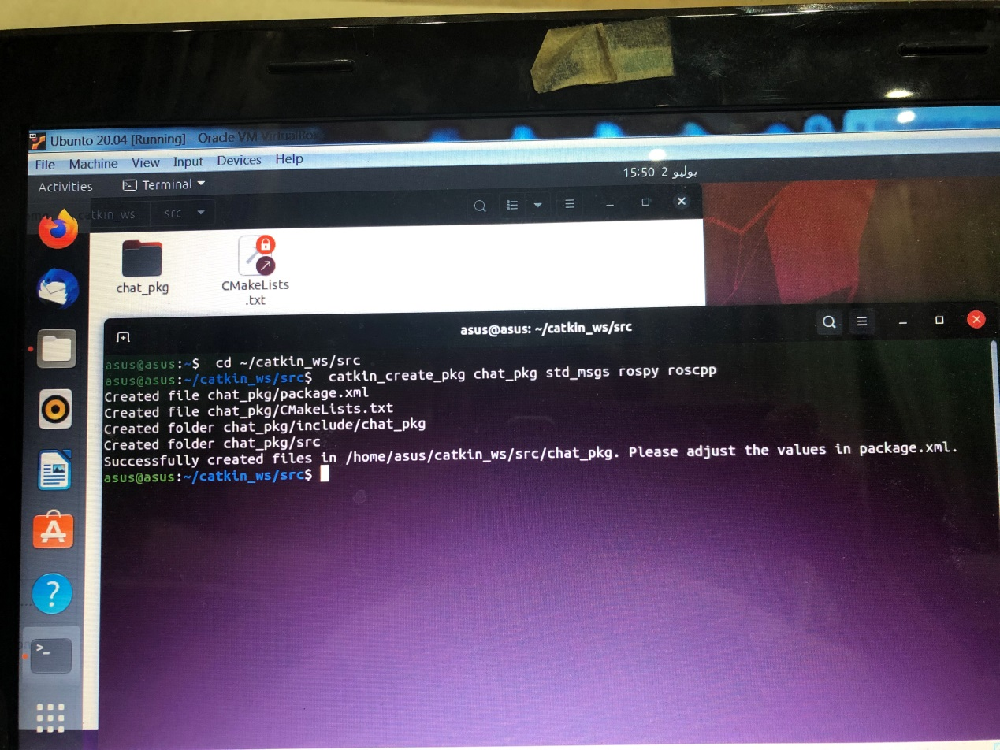 Ubunto 20.04 [Running] - Oracle VM VirtualBox
File Machine View Input Devices Help
Activities Terminal 15:50 2 يوليو
catkin_ws src
chat_pkg
CMakeLists
.txt
asus@asus: ~/catkin_ws/src
asus@asus:~$ cd ~/catkin_ws/src
asus@asus:~/catkin_ws/src$ catkin_create_pkg chat_pkg std_msgs rospy roscpp
Created file chat_pkg/package.xml
Created file chat_pkg/CMakeLists.txt
Created folder chat_pkg/include/chat_pkg
Created folder chat_pkg/src
Successfully created files in /home/asus/catkin_ws/src/chat_pkg. Please adjust the values in package.xml.
asus@asus:~/catkin_ws/src$